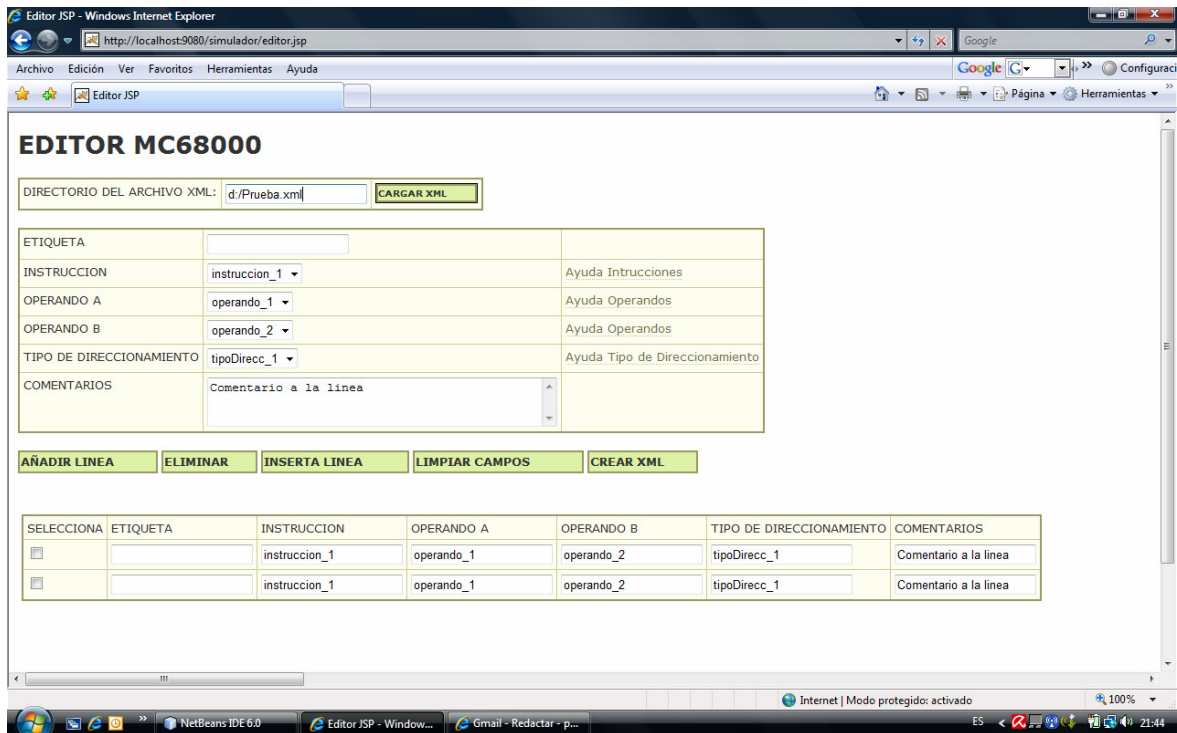 Editor JSP - Windows Internet Explorer
http://localhost:9080/simulador/editor.jsp
Google
Archivo Edición Ver Favoritos Herramientas Ayuda
Google G Configuraci
Editor JSP
Página Herramientas
EDITOR MC68000
DIRECTORIO DEL ARCHIVO XML: d:/Prueba.xml CARGAR XML
ETIQUETA
INSTRUCCION instruccion_1 Ayuda Intrucciones
OPERANDO A operando_1 Ayuda Operandos
OPERANDO B operando_2 Ayuda Operandos
TIPO DE DIRECCIONAMIENTO tipoDirecc_1 Ayuda Tipo de Direccionamiento
COMENTARIOS Comentario a la linea
AÑADIR LINEA ELIMINAR INSERTA LINEA LIMPIAR CAMPOS CREAR XML
SELECCIONA ETIQUETA INSTRUCCION OPERANDO A OPERANDO B TIPO DE DIRECCIONAMIENTO COMENTARIOS
instruccion_1 operando_1 operando_2 tipoDirecc_1 Comentario a la linea
instruccion_1 operando_1 operando_2 tipoDirecc_1 Comentario a la linea
Internet | Modo protegido: activado 100%
NetBeans IDE 6.0 Editor JSP - Window... Gmail - Redactar - p... ES 21:44